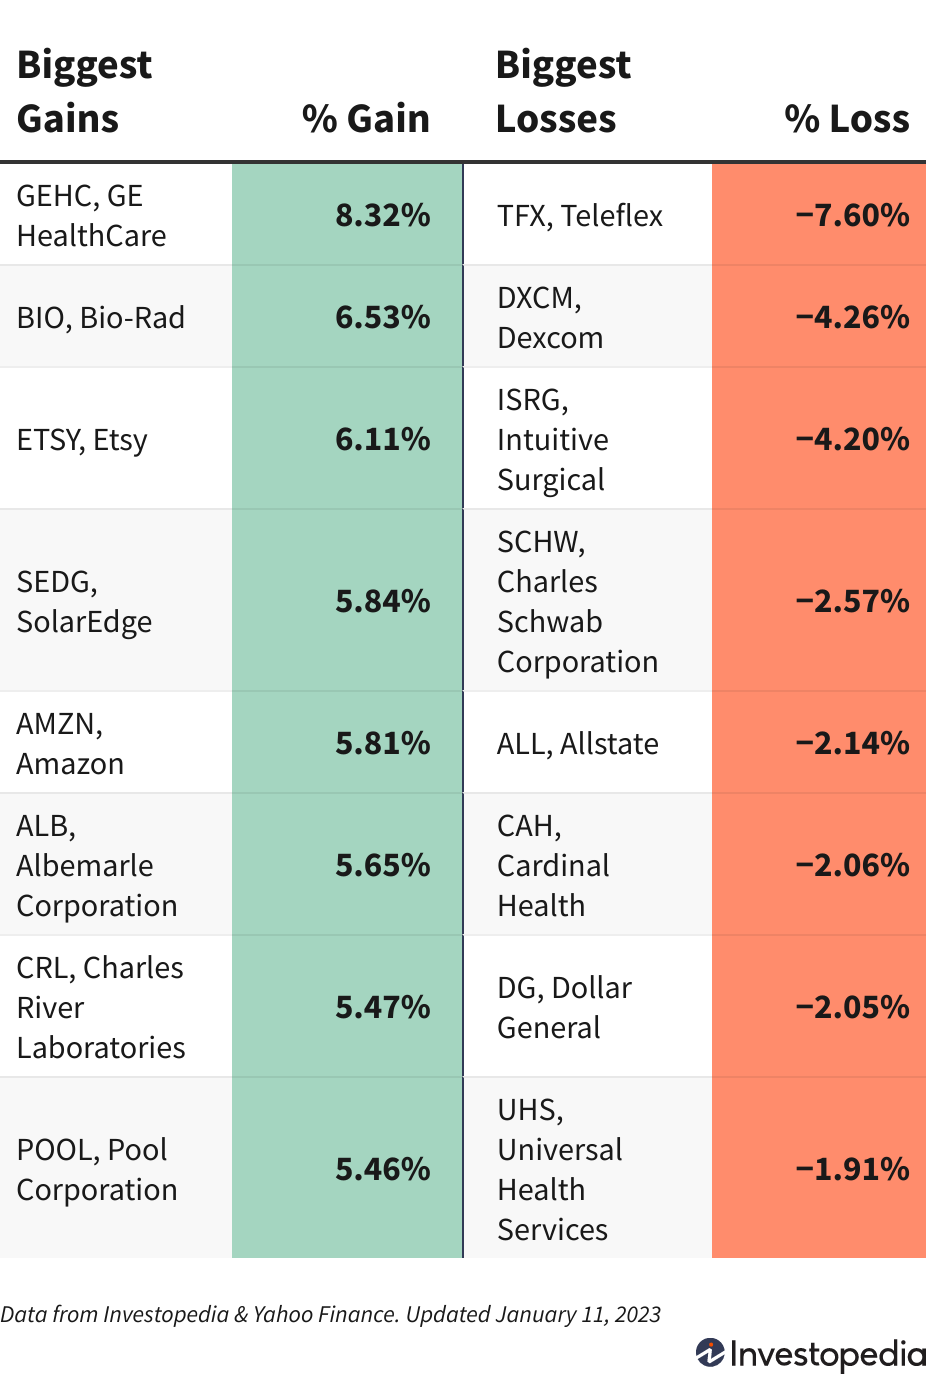 Biggest Gains % Gain Biggest Losses % Loss
GEHC, GE HealthCare 8.32% TFX, Teleflex −7.60%
BIO, Bio-Rad 6.53% DXCM, Dexcom −4.26%
ETSY, Etsy 6.11% ISRG, Intuitive Surgical −4.20%
SEDG, SolarEdge 5.84% SCHW, Charles Schwab Corporation −2.57%
AMZN, Amazon 5.81% ALL, Allstate −2.14%
ALB, Albemarle Corporation 5.65% CAH, Cardinal Health −2.06%
CRL, Charles River Laboratories 5.47% DG, Dollar General −2.05%
POOL, Pool Corporation 5.46% UHS, Universal Health Services −1.91%
Data from Investopedia & Yahoo Finance. Updated January 11, 2023
Investopedia